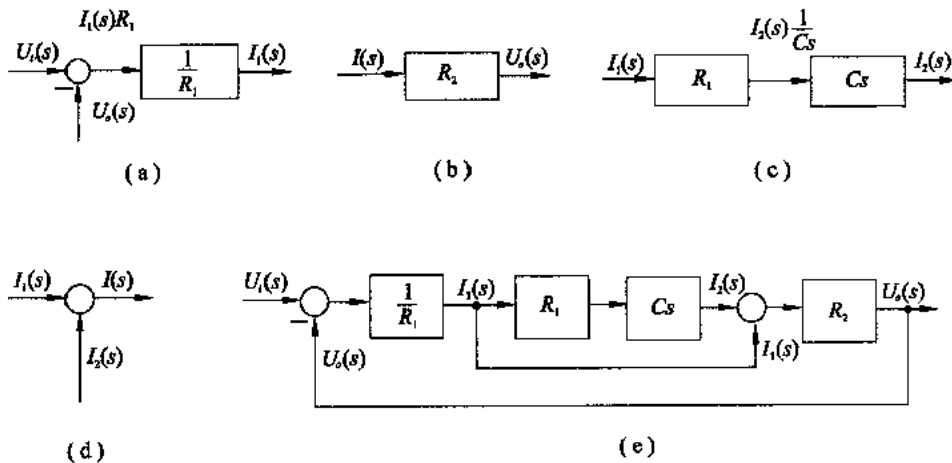 I₁(s)R₁
Uᵢ(s) 1/R₁ I₁(s)
− Uₒ(s)
(a)
I(s) R₂ Uₒ(s)
(b)
I₂(s) 1/Cs
I₁(s) R₁ Cs I₂(s)
(c)
I₁(s) I(s)
I₂(s)
(d)
Uᵢ(s) 1/R₁ I₁(s) R₁ Cs I₂(s) R₂ Uₒ(s)
− Uₒ(s) I₁(s)
(e)